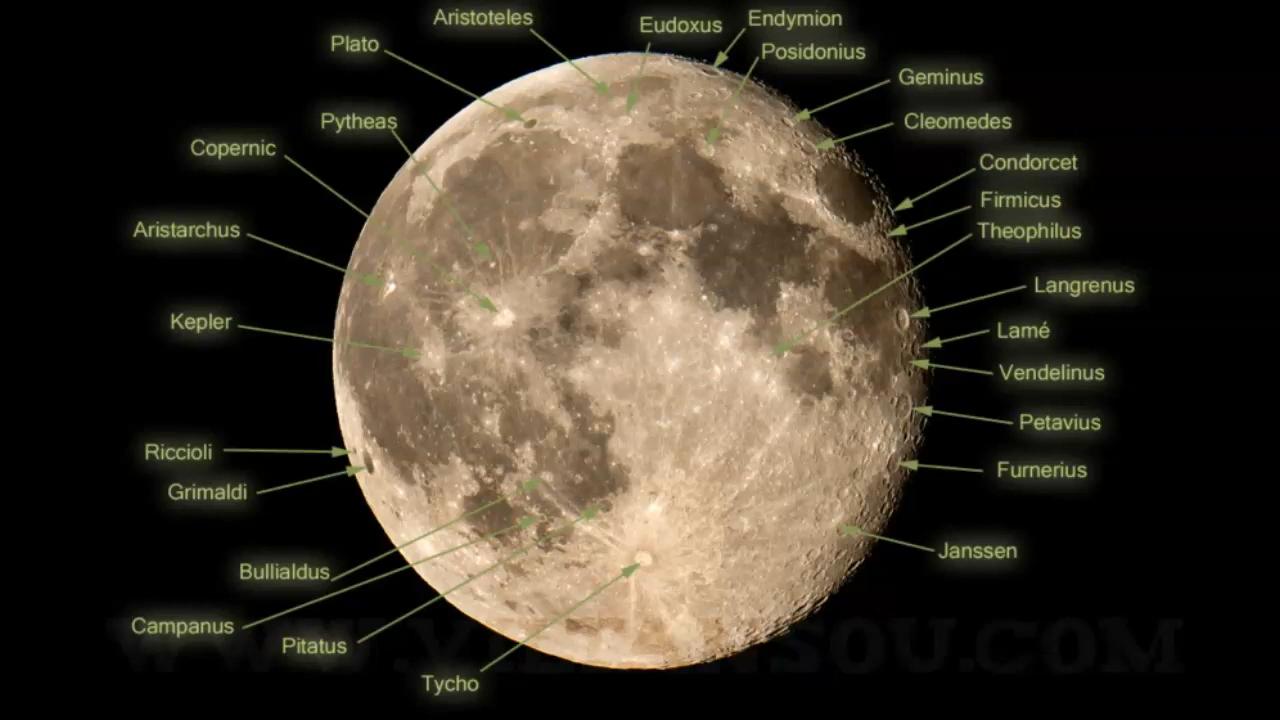 Aristoteles
Eudoxus
Endymion
Plato
Posidonius
Geminus
Pytheas
Cleomedes
Copernic
Condorcet
Firmicus
Aristarchus
Theophilus
Langrenus
Kepler
Lamé
Vendelinus
Petavius
Riccioli
Furnerius
Grimaldi
Janssen
Bullialdus
Campanus
Pitatus
Tycho